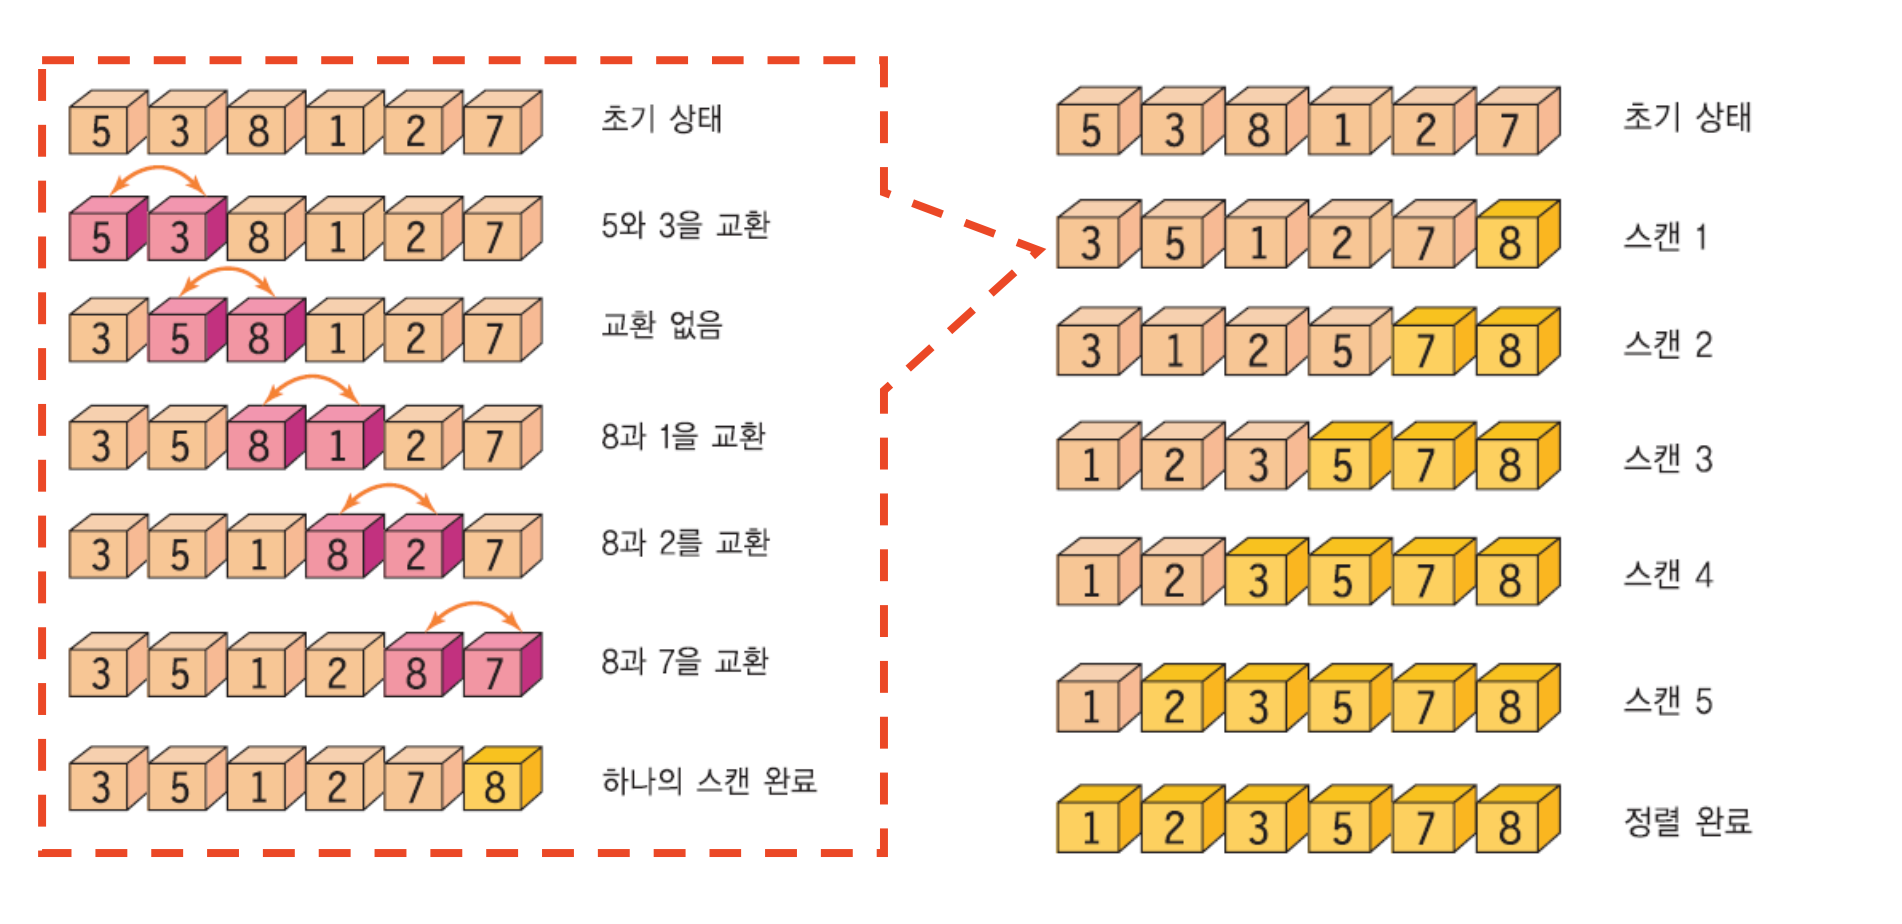 5 3 8 1 2 7 초기 상태
5 3 8 1 2 7 5와 3을 교환
3 5 8 1 2 7 교환 없음
3 5 8 1 2 7 8과 1을 교환
3 5 1 8 2 7 8과 2를 교환
3 5 1 2 8 7 8과 7을 교환
3 5 1 2 7 8 하나의 스캔 완료
5 3 8 1 2 7 초기 상태
3 5 1 2 7 8 스캔 1
3 1 2 5 7 8 스캔 2
1 2 3 5 7 8 스캔 3
1 2 3 5 7 8 스캔 4
1 2 3 5 7 8 스캔 5
1 2 3 5 7 8 정렬 완료